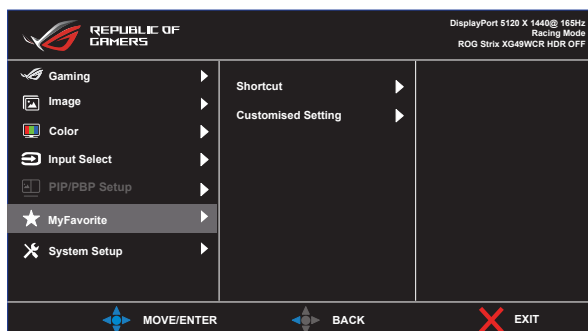 REPUBLIC OF
GAMERS
DisplayPort 5120 X 1440@ 165Hz
Racing Mode
ROG Strix XG49WCR HDR OFF
Gaming
Image
Color
Input Select
PIP/PBP Setup
MyFavorite
System Setup
Shortcut
Customised Setting
MOVE/ENTER
BACK
EXIT